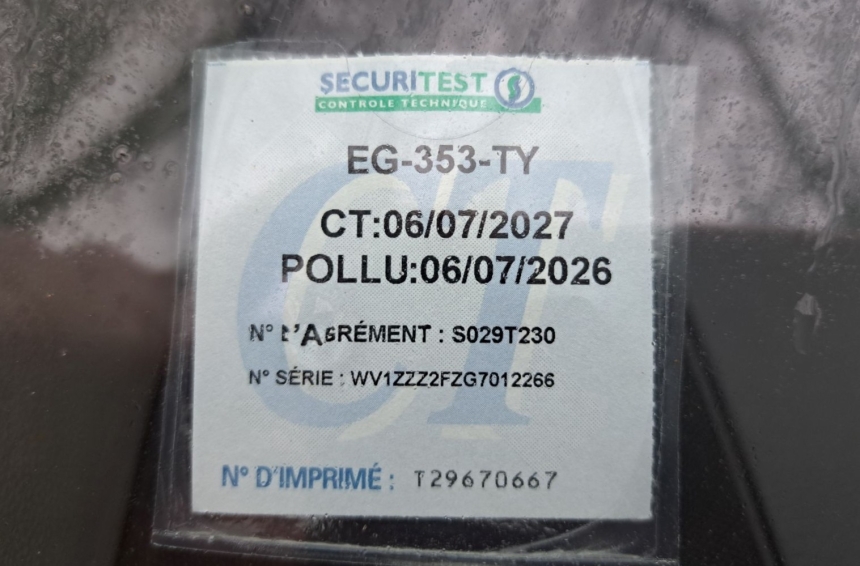 SECURITEST
CONTROLE TECHNIQUE
EG-353-TY
CT:06/07/2027
POLLU:06/07/2026
N° L'AGRÉMENT : S029T230
N° SÉRIE : WV1ZZZ2FZG7012266
N° D'IMPRIMÉ : T29670667
CT